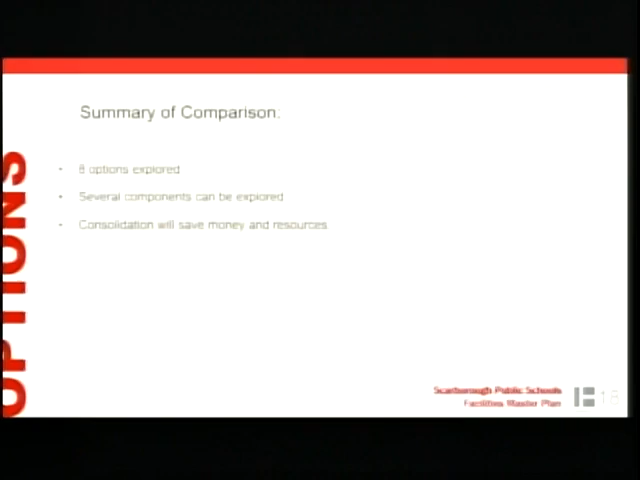 Summary of Comparison:
• 8 options explored
• Several components can be explored
• Consolidation will save money and resources
OPTIONS
Scarborough Public Schools
Facilities Master Plan
18